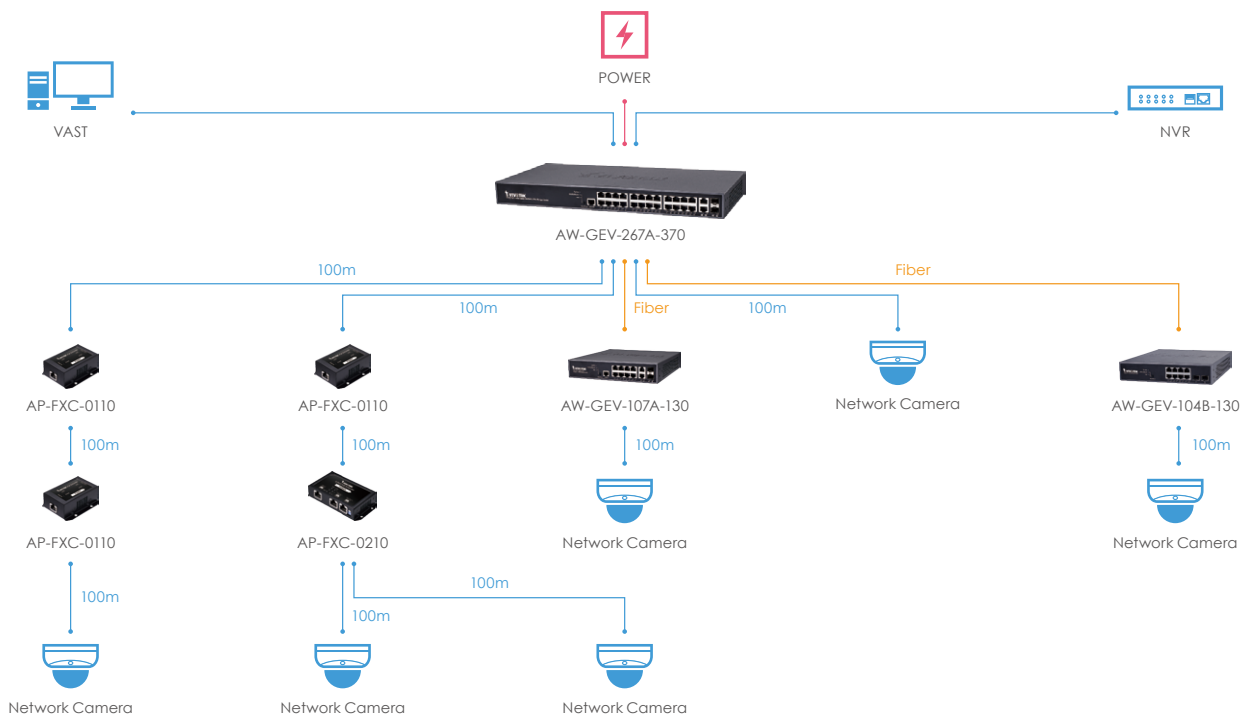 POWER
VAST
NVR
AW-GEV-267A-370
100m
Fiber
100m
Fiber
100m
AP-FXC-0110
AP-FXC-0110
AW-GEV-107A-130
Network Camera
AW-GEV-104B-130
100m
100m
100m
100m
AP-FXC-0110
AP-FXC-0210
Network Camera
Network Camera
100m
100m
100m
Network Camera
Network Camera
Network Camera